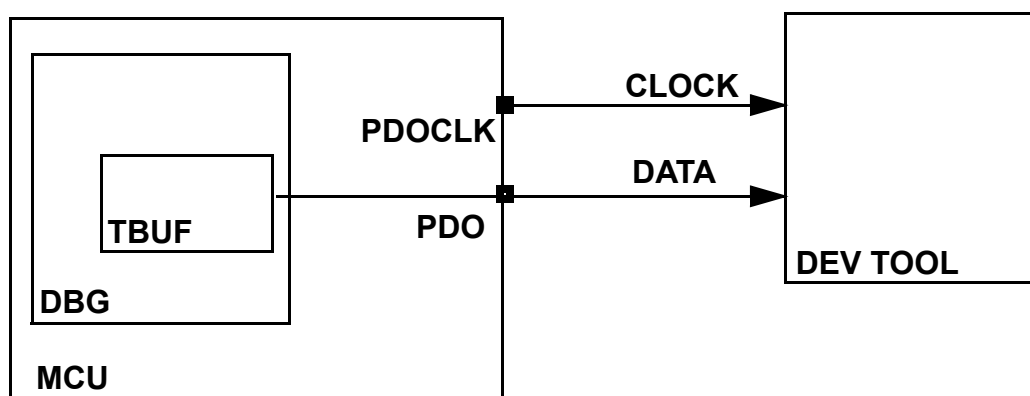 CLOCK
PDOCLK
DATA
TBUF
PDO
DEV TOOL
DBG
MCU